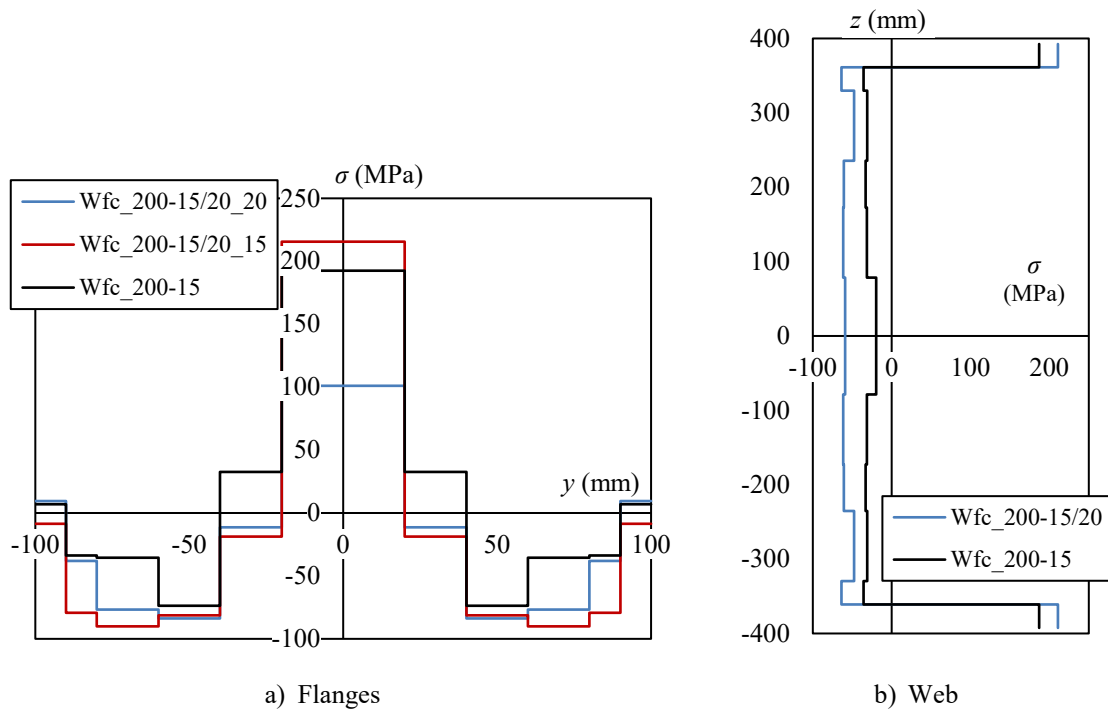 σ (MPa)
Wfc_200-15/20_20
Wfc_200-15/20_15
Wfc_200-15
250
200
150
100
50
0
-50
-100
y (mm)
-100
-50
0
50
100
a) Flanges
z (mm)
400
300
200
100
0
-100
-200
-300
-400
σ
(MPa)
-100
0
100
200
Wfc_200-15/20
Wfc_200-15
b) Web